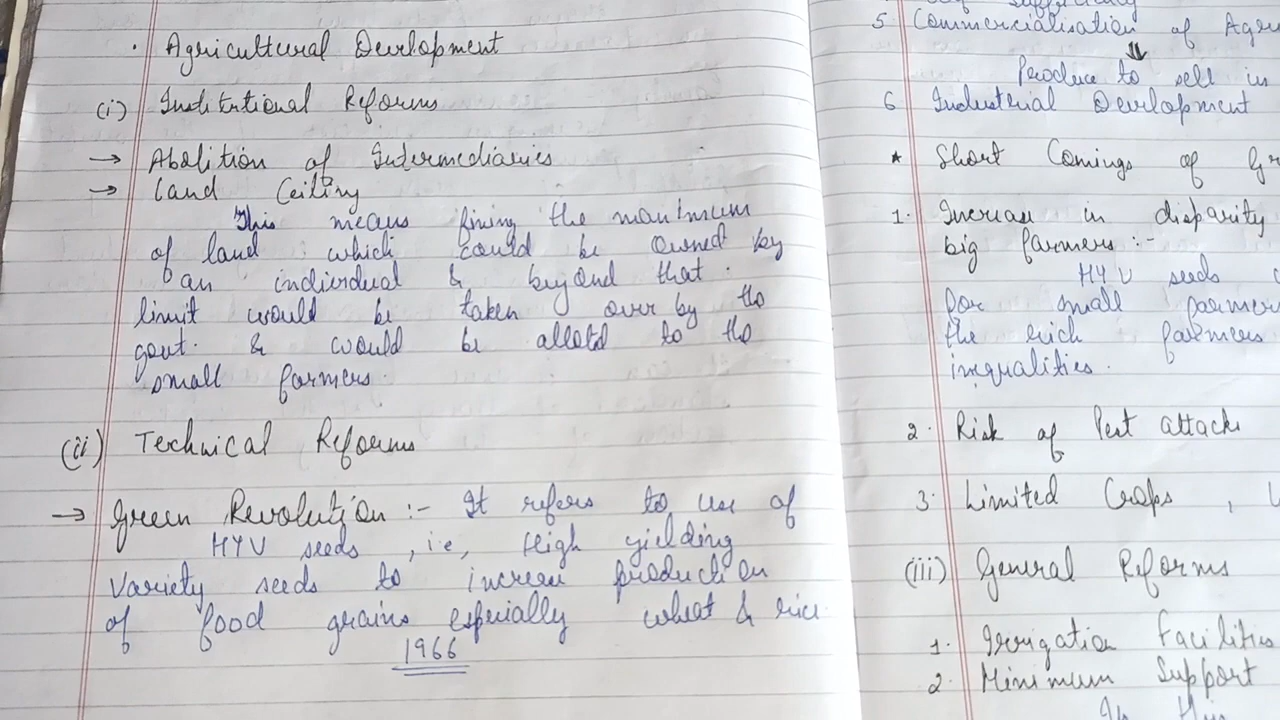 · Agricultural Development
(i) Institutional Reforms
→ Abolition of Intermediaries
→ Land Ceiling
This means fixing the maximum
of land which could be owned by
an individual & beyond that
limit would be taken over by the
govt. & would be alloted to the
small farmers.
(ii) Technical Reforms
→ Green Revolution :- It refers to use of
HYV seeds, i.e, High yielding
Variety seeds to increase production
of food grains especially wheat & rice
1966
5 Commercialisation of Agr
Produce to sell in
6 Industrial Development
* Short Comings of Gr
1. Increase in disparity
big farmers :-
HYV seeds
for small farmer
the rich farmers
inequalities.
2. Risk of Pest attacks
3. Limited Crops,
(iii) General Reforms
1. Irrigation Facilities
2. Minimum Support